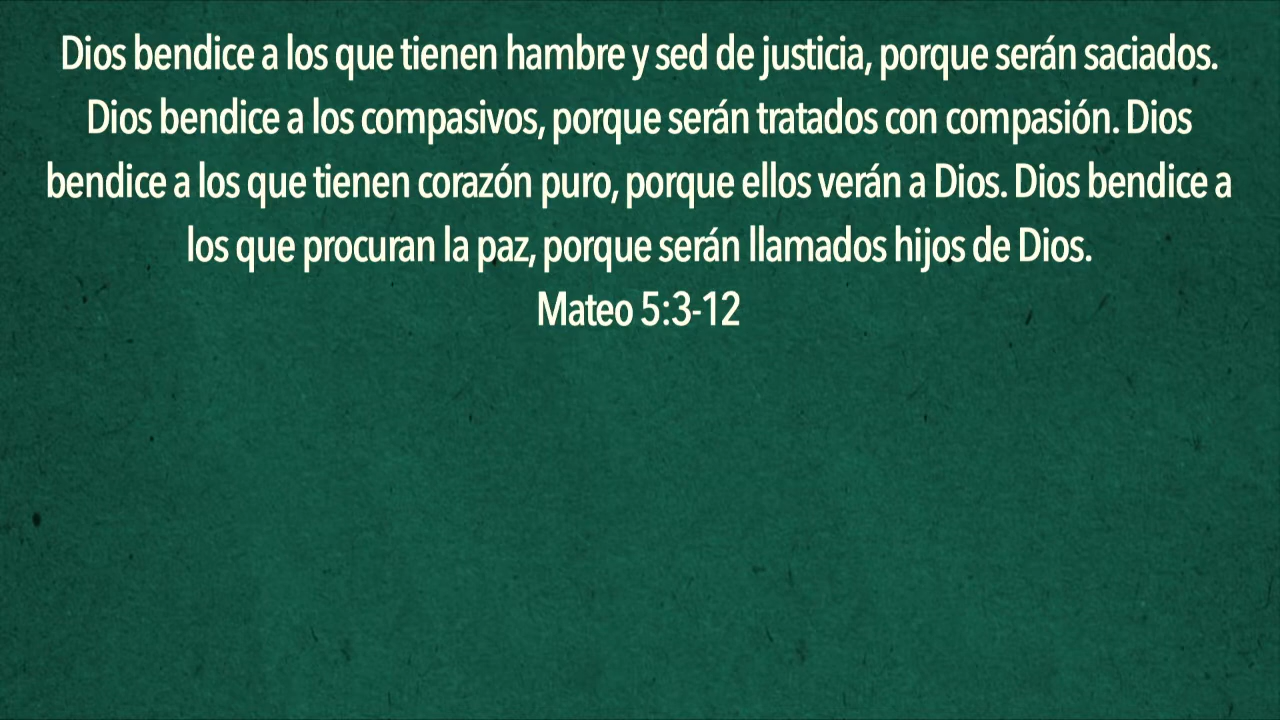 Dios bendice a los que tienen hambre y sed de justicia, porque serán saciados.
Dios bendice a los compasivos, porque serán tratados con compasión. Dios
bendice a los que tienen corazón puro, porque ellos verán a Dios. Dios bendice a
los que procuran la paz, porque serán llamados hijos de Dios.
Mateo 5:3-12